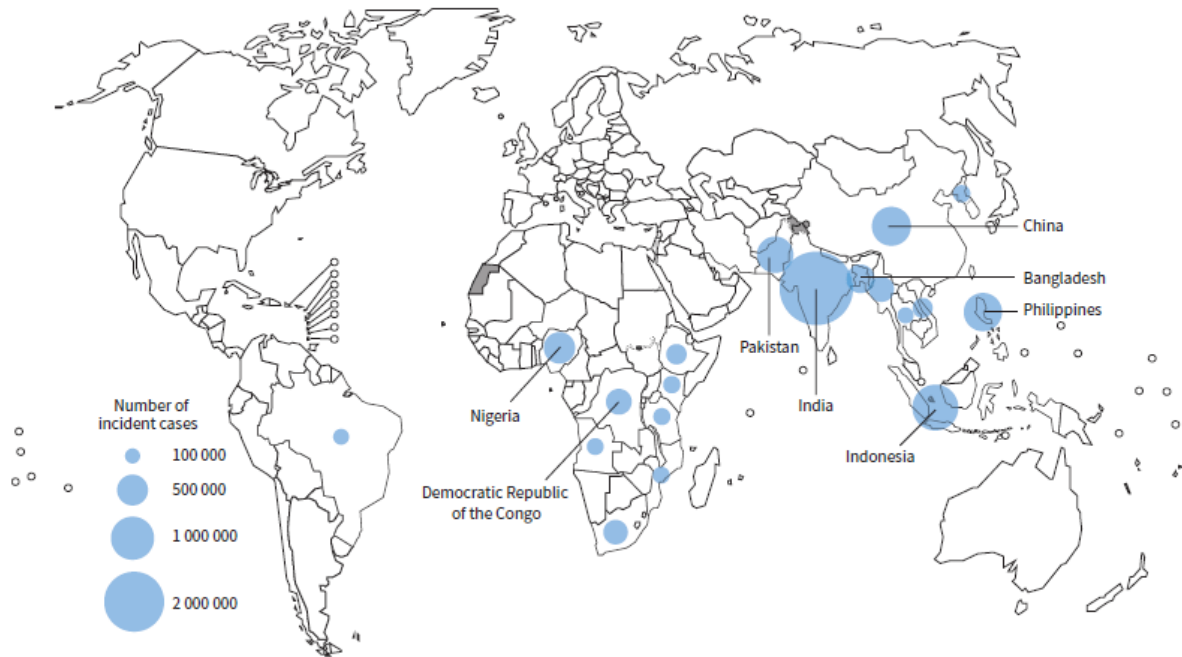 China
Bangladesh
Philippines
Pakistan
India
Indonesia
Nigeria
Democratic Republic
of the Congo
Number of
incident cases
100 000
500 000
1 000 000
2 000 000